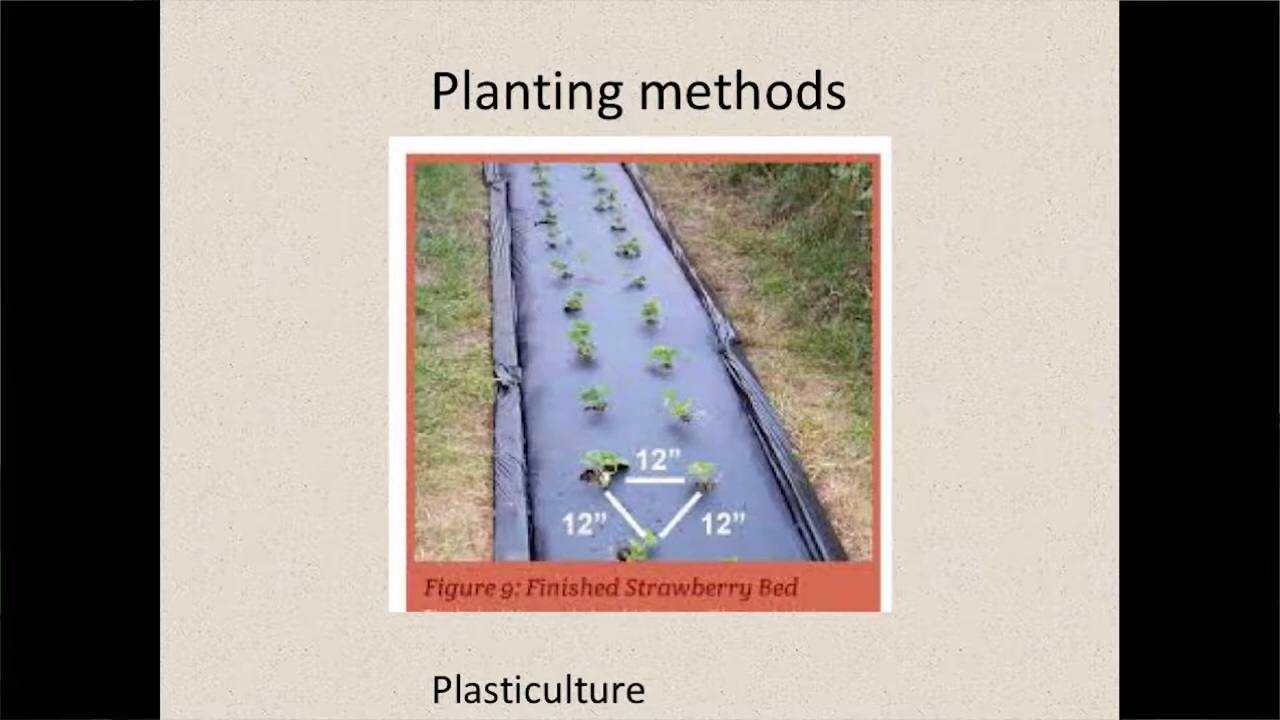 Planting methods
12”
12” 12”
Figure 9: Finished Strawberry Bed
Plasticulture